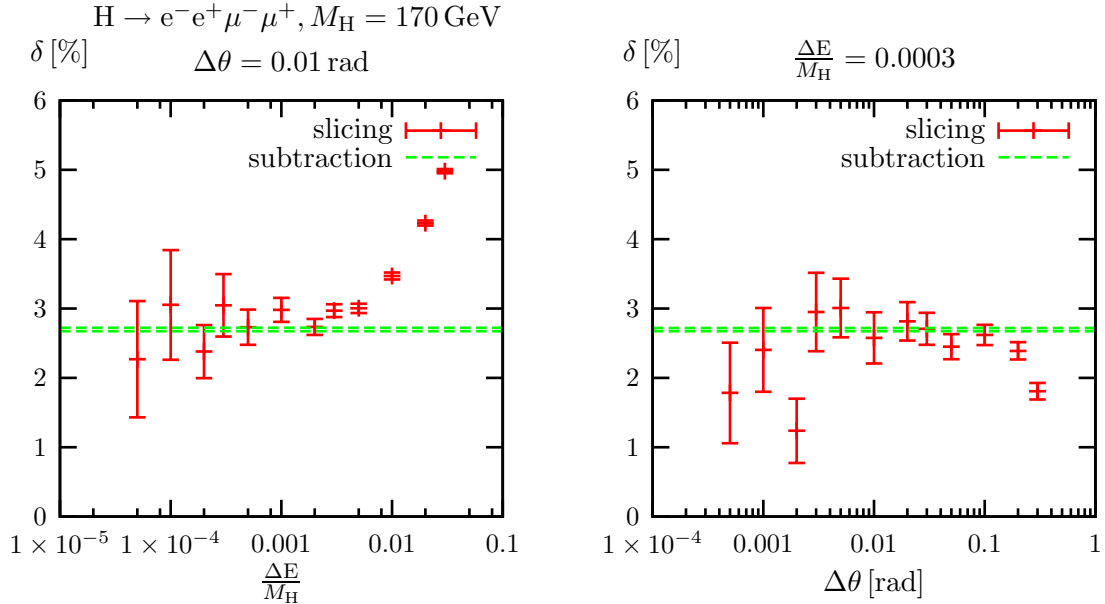 H → e⁻e⁺μ⁻μ⁺, M_H = 170 GeV
δ [%]
Δθ = 0.01 rad
6
5
4
3
2
1
0
slicing
subtraction
1 × 10⁻⁵ 1 × 10⁻⁴ 0.001 0.01 0.1
ΔE/M_H
δ [%]
ΔE/M_H = 0.0003
6
5
4
3
2
1
0
slicing
subtraction
1 × 10⁻⁴ 0.001 0.01 0.1 1
Δθ [rad]